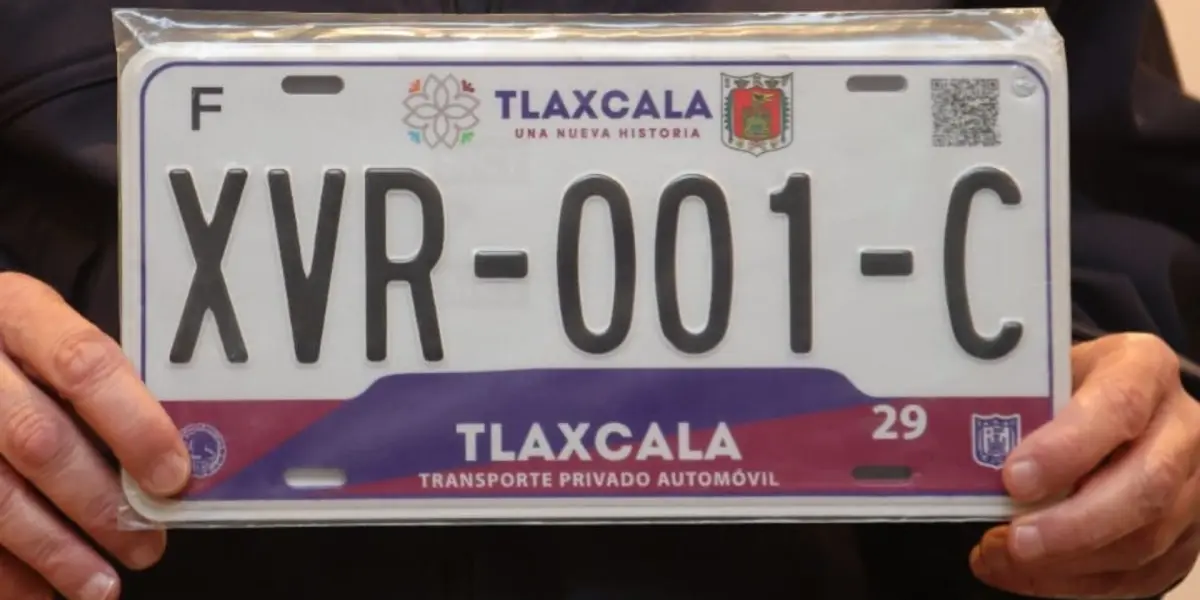 F
TLAXCALA
UNA NUEVA HISTORIA
XVR-001-C
TLAXCALA
29
TRANSPORTE PRIVADO AUTOMÓVIL